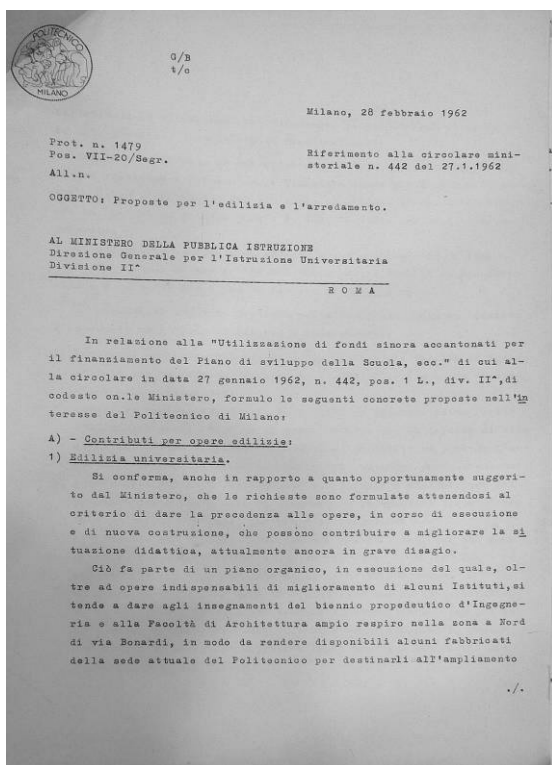 POLITECNICO
MILANO
G/B
t/c
Milano, 28 febbraio 1962
Prot. n. 1479
Pos. VII-20/Segr.
All.n.
Riferimento alla circolare mini-
steriale n. 442 del 27.1.1962
OGGETTO: Proposte per l'edilizia e l'arredamento.
AL MINISTERO DELLA PUBBLICA ISTRUZIONE
Direzione Generale per l'Istruzione Universitaria
Divisione II^
R O M A
In relazione alla "Utilizzazione di fondi sinora accantonati per
il finanziamento del Piano di sviluppo della Scuola, ecc." di cui al-
la circolare in data 27 gennaio 1962, n. 442, pos. 1 L., div. II^,di
codesto on.le Ministero, formulo le seguenti concrete proposte nell'in
teresse del Politecnico di Milano:
A) - Contributi per opere edilizie:
1) Edilizia universitaria.
Si conferma, anche in rapporto a quanto opportunamente suggeri-
to dal Ministero, che le richieste sono formulate attenendosi al
criterio di dare la precedenza alle opere, in corso di esecuzione
e di nuova costruzione, che possono contribuire a migliorare la si
tuazione didattica, attualmente ancora in grave disagio.
Ciò fa parte di un piano organico, in esecuzione del quale, ol-
tre ad opere indispensabili di miglioramento di alcuni Istituti,si
tende a dare agli insegnamenti del biennio propedeutico d'Ingegne-
ria e alla Facoltà di Architettura ampio respiro nella zona a Nord
di via Bonardi, in modo da rendere disponibili alcuni fabbricati
della sede attuale del Politecnico per destinarli all'ampliamento
./.